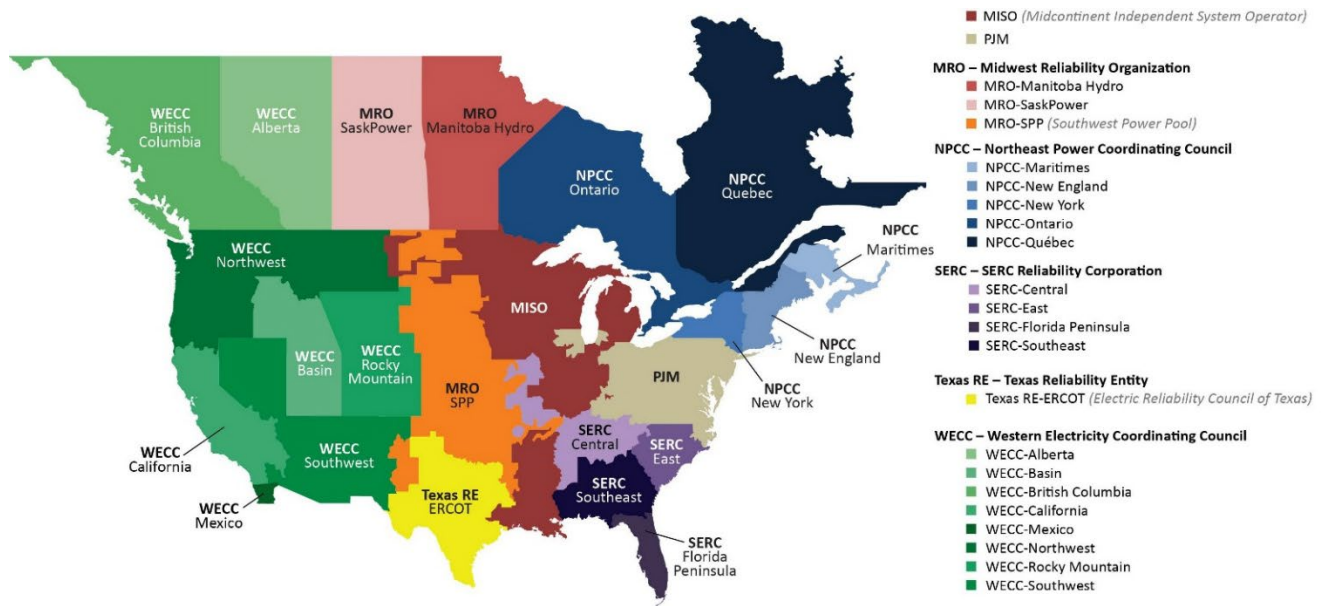 WECC
British
Columbia
WECC
Alberta
MRO
SaskPower
MRO
Manitoba Hydro
NPCC
Ontario
NPCC
Quebec
NPCC
Maritimes
WECC
Northwest
MISO
WECC
Basin
WECC
Rocky
Mountain
MRO
SPP
PJM
NPCC
New England
NPCC
New York
WECC
California
WECC
Southwest
SERC
Central
SERC
East
WECC
Mexico
Texas RE
ERCOT
SERC
Southeast
SERC
Florida
Peninsula
MISO (Midcontinent Independent System Operator)
PJM
MRO – Midwest Reliability Organization
MRO-Manitoba Hydro
MRO-SaskPower
MRO-SPP (Southwest Power Pool)
NPCC – Northeast Power Coordinating Council
NPCC-Maritimes
NPCC-New England
NPCC-New York
NPCC-Ontario
NPCC-Québec
SERC – SERC Reliability Corporation
SERC-Central
SERC-East
SERC-Florida Peninsula
SERC-Southeast
Texas RE – Texas Reliability Entity
Texas RE-ERCOT (Electric Reliability Council of Texas)
WECC – Western Electricity Coordinating Council
WECC-Alberta
WECC-Basin
WECC-British Columbia
WECC-California
WECC-Mexico
WECC-Northwest
WECC-Rocky Mountain
WECC-Southwest